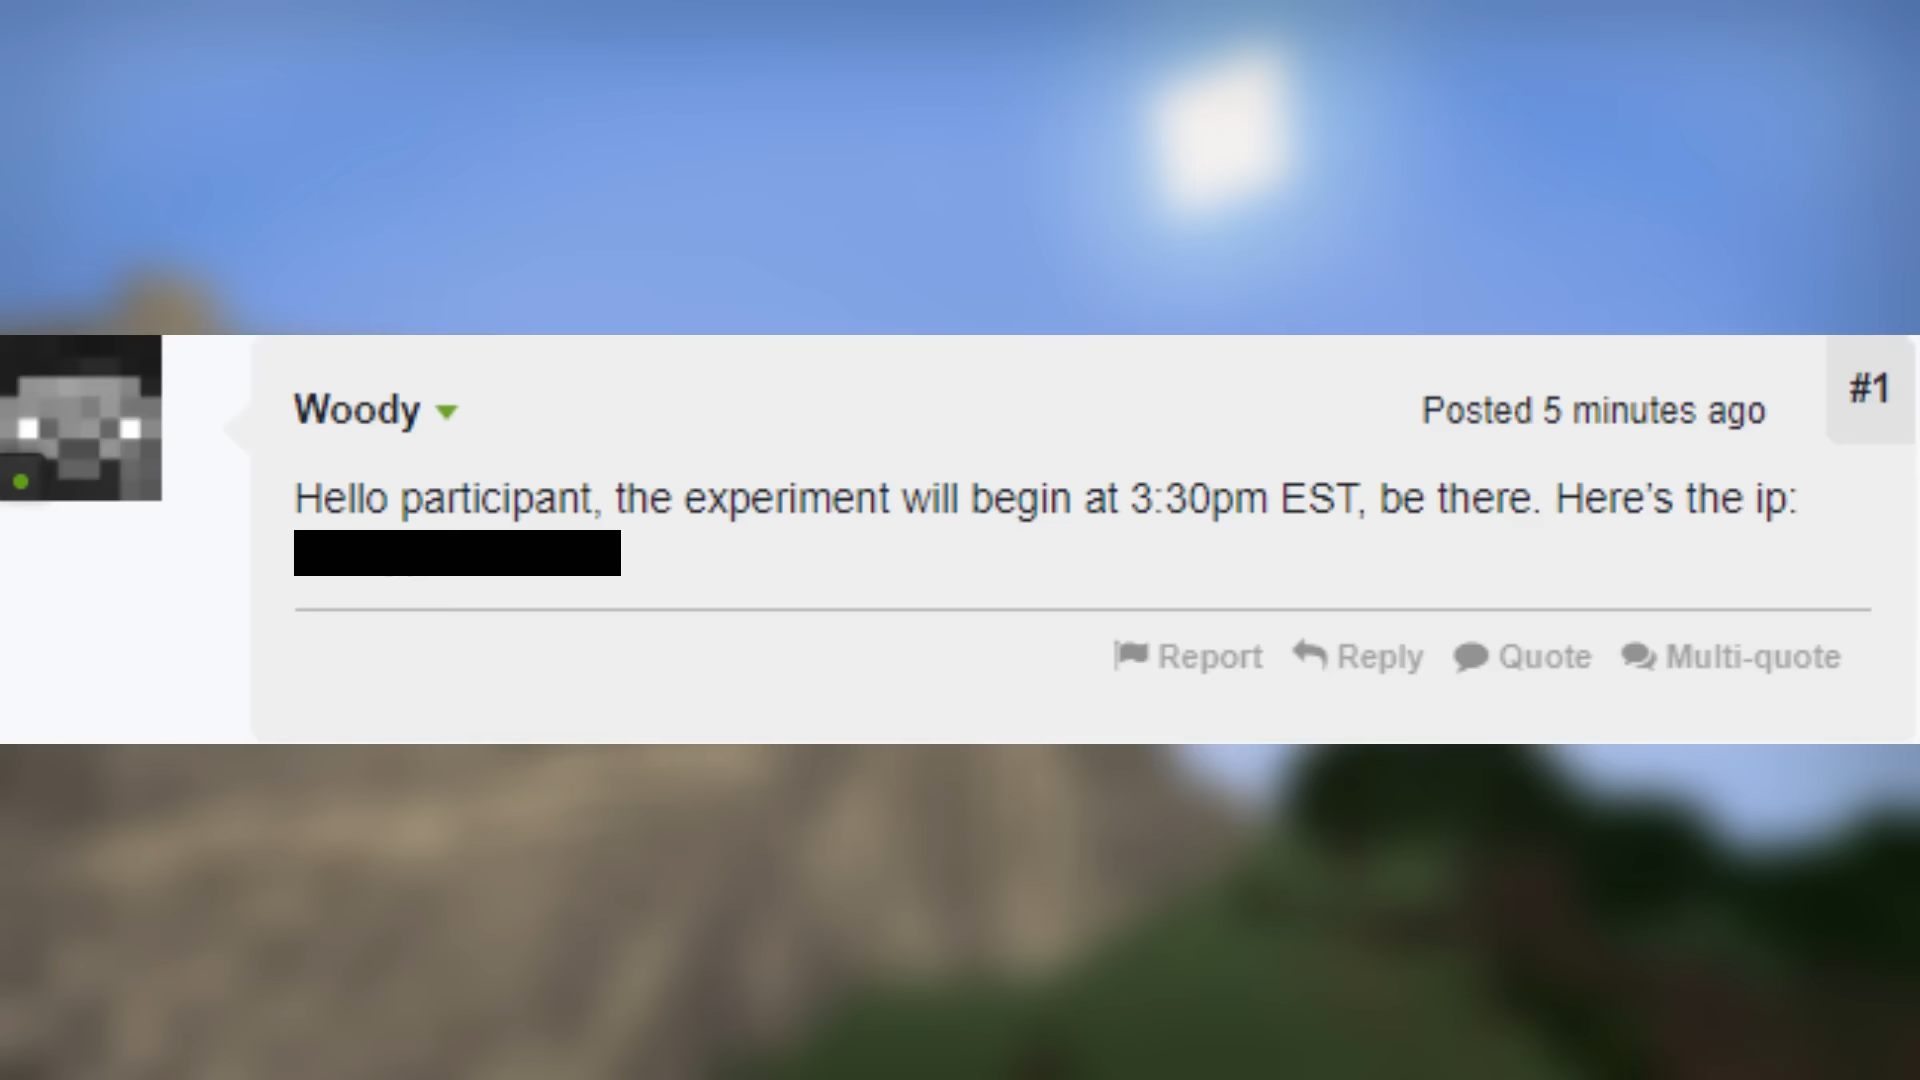 Woody
Posted 5 minutes ago
#1
Hello participant, the experiment will begin at 3:30pm EST, be there. Here's the ip:
Report Reply Quote Multi-quote